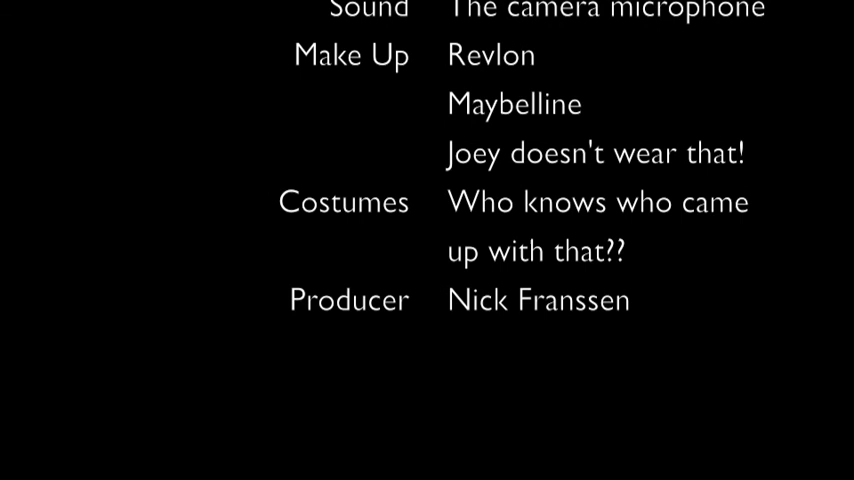 Sound The camera microphone
Make Up Revlon
Maybelline
Joey doesn't wear that!
Costumes Who knows who came
up with that??
Producer Nick Franssen